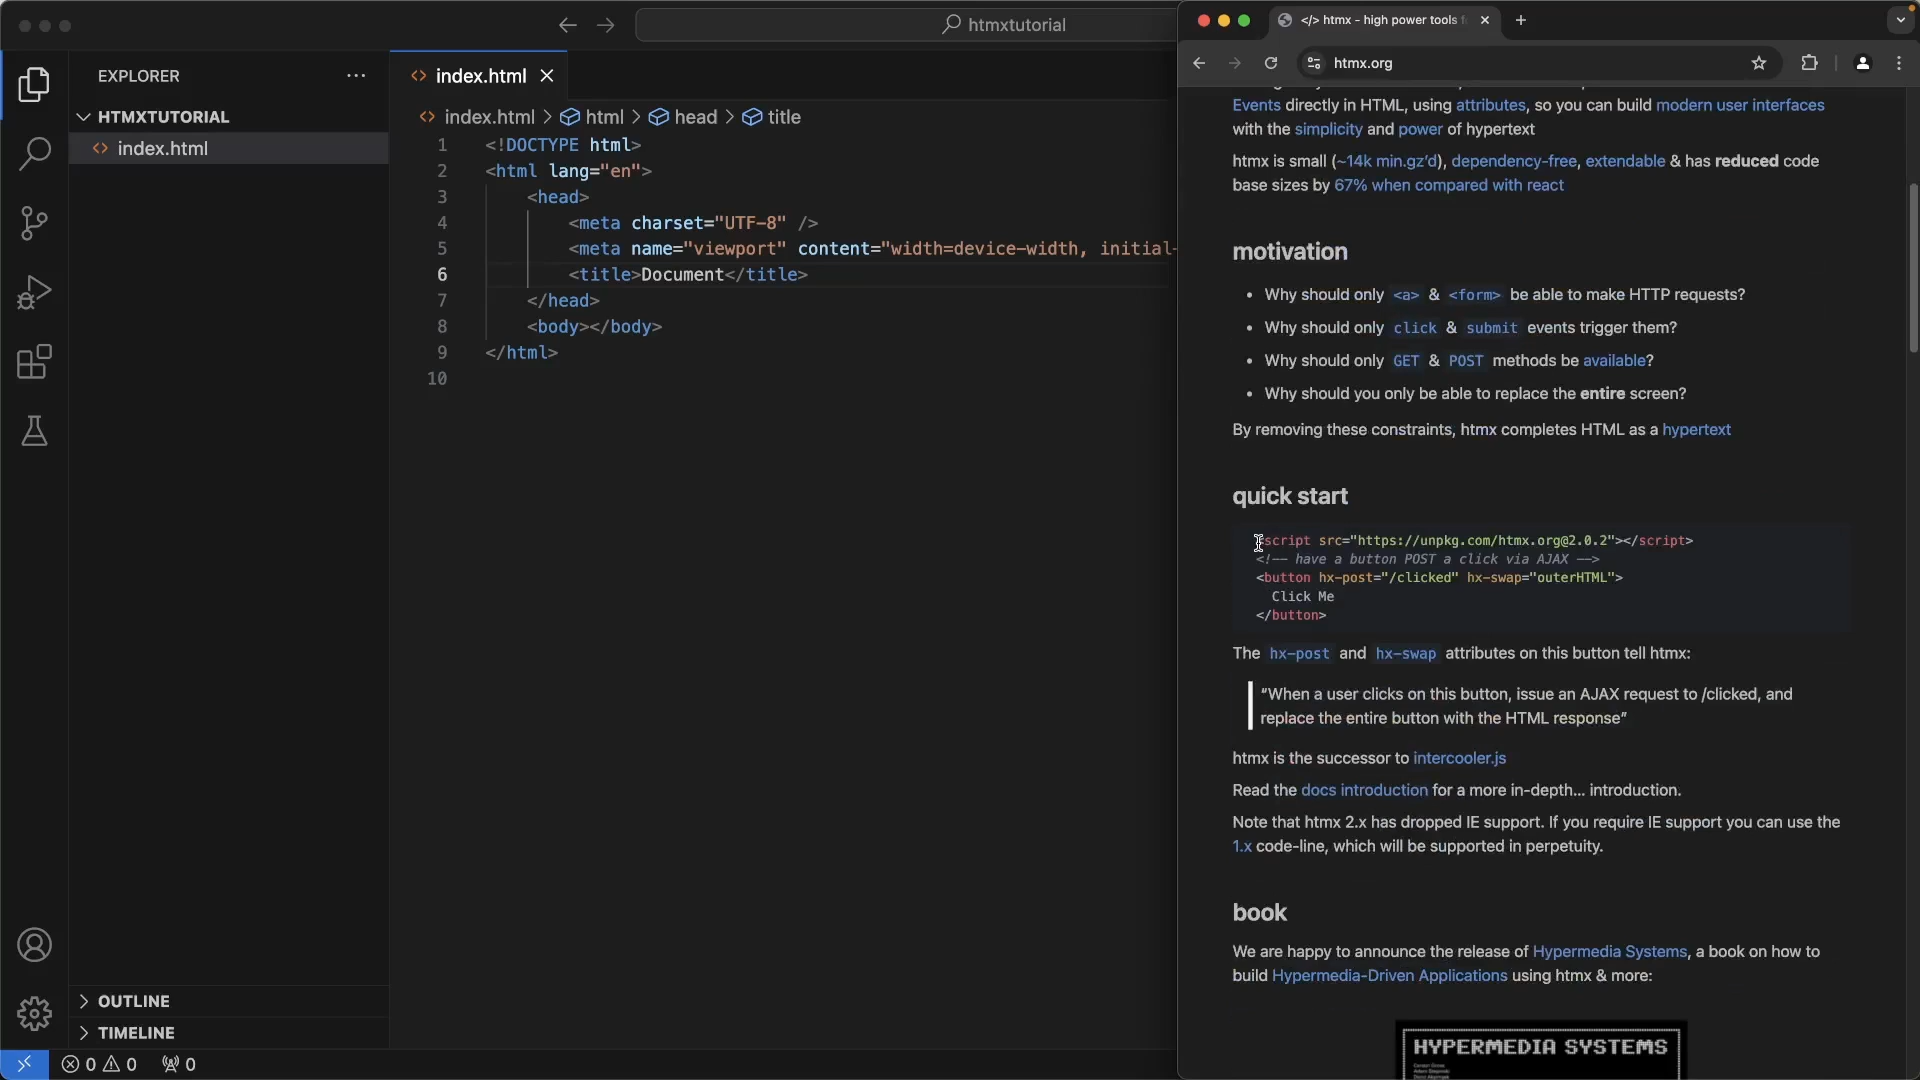 htmxtutorial
EXPLORER
HTMXTUTORIAL
index.html
OUTLINE
TIMELINE
0 0 0
index.html
index.html > html > head > title
1 <!DOCTYPE html>
2 <html lang="en">
3 <head>
4 <meta charset="UTF-8" />
5 <meta name="viewport" content="width=device-width, initial-
6 <title>Document</title>
7 </head>
8 <body></body>
9 </html>
10
</> htmx - high power tools f
htmx.org
Events directly in HTML, using attributes, so you can build modern user interfaces
with the simplicity and power of hypertext
htmx is small (~14k min.gz’d), dependency-free, extendable & has reduced code
base sizes by 67% when compared with react
motivation
• Why should only <a> & <form> be able to make HTTP requests?
• Why should only click & submit events trigger them?
• Why should only GET & POST methods be available?
• Why should you only be able to replace the entire screen?
By removing these constraints, htmx completes HTML as a hypertext
quick start
<script src="https://unpkg.com/htmx.org@2.0.2"></script>
<!-- have a button POST a click via AJAX -->
<button hx-post="/clicked" hx-swap="outerHTML">
Click Me
</button>
The hx-post and hx-swap attributes on this button tell htmx:
“When a user clicks on this button, issue an AJAX request to /clicked, and
replace the entire button with the HTML response”
htmx is the successor to intercooler.js
Read the docs introduction for a more in-depth… introduction.
Note that htmx 2.x has dropped IE support. If you require IE support you can use the
1.x code-line, which will be supported in perpetuity.
book
We are happy to announce the release of Hypermedia Systems, a book on how to
build Hypermedia-Driven Applications using htmx & more:
HYPERMEDIA SYSTEMS